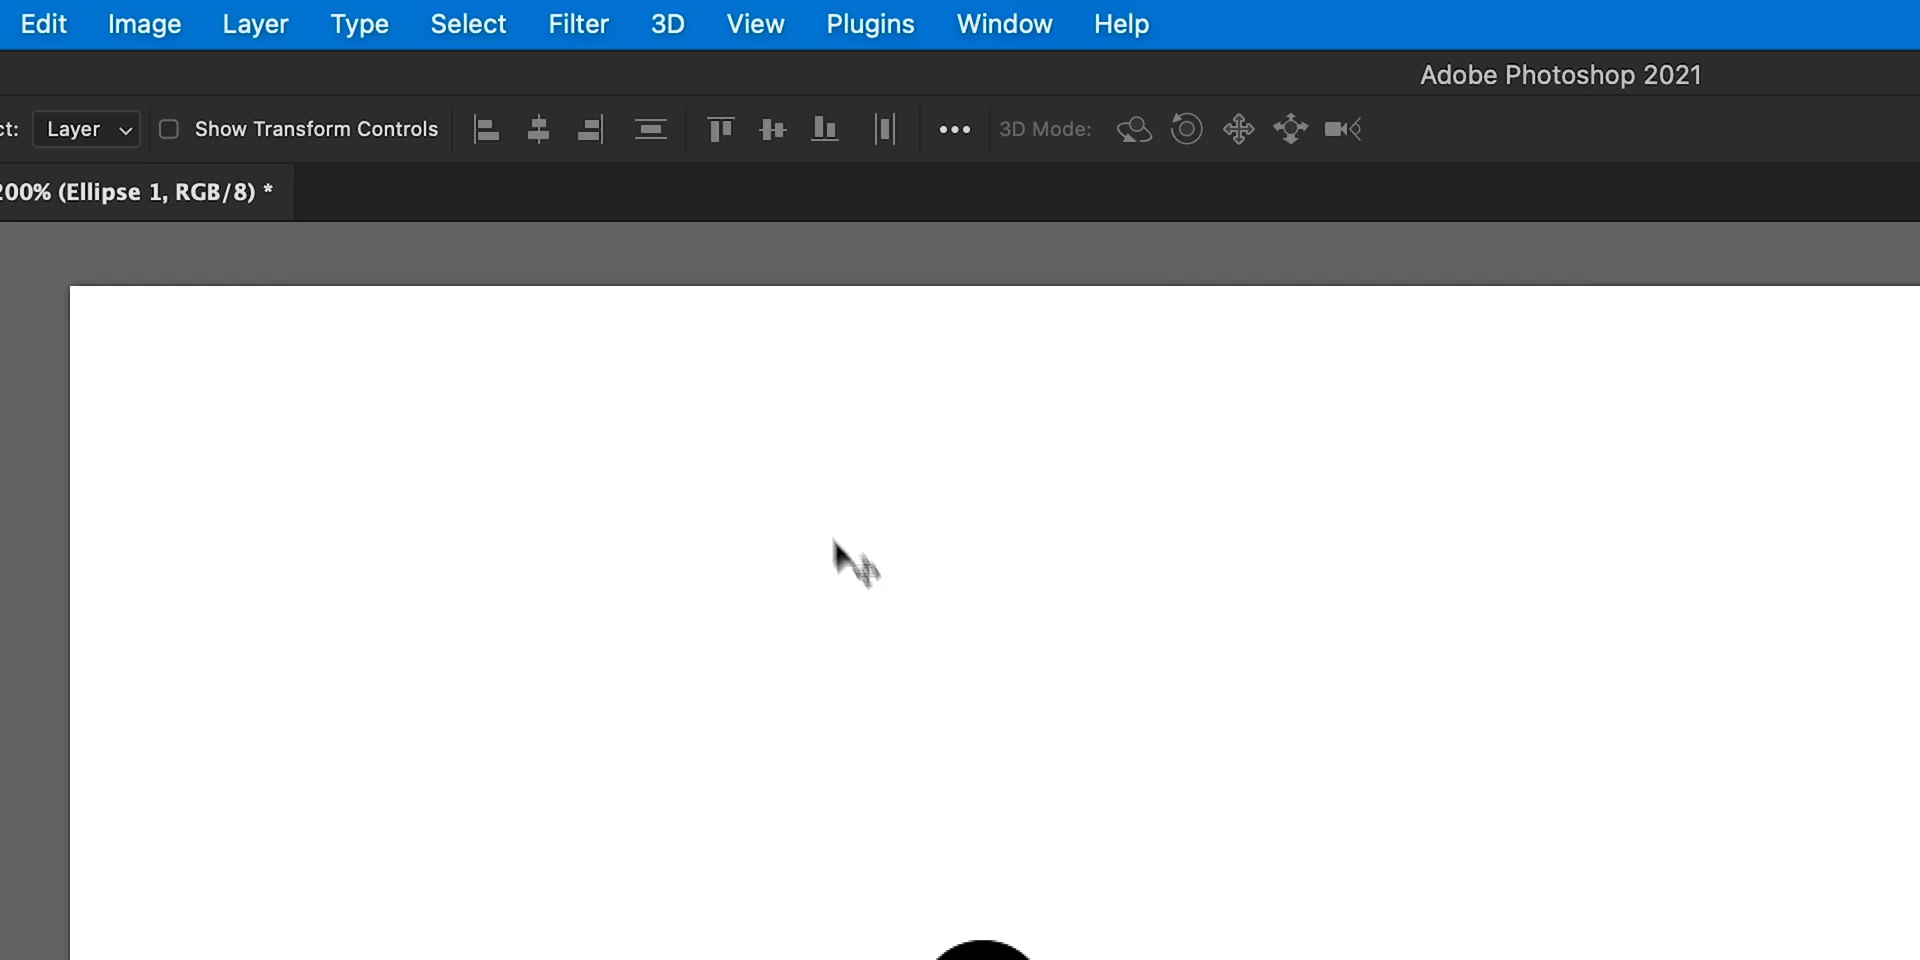 Edit Image Layer Type Select Filter 3D View Plugins Window Help
Adobe Photoshop 2021
ct: Layer Show Transform Controls 3D Mode:
200% (Ellipse 1, RGB/8) *